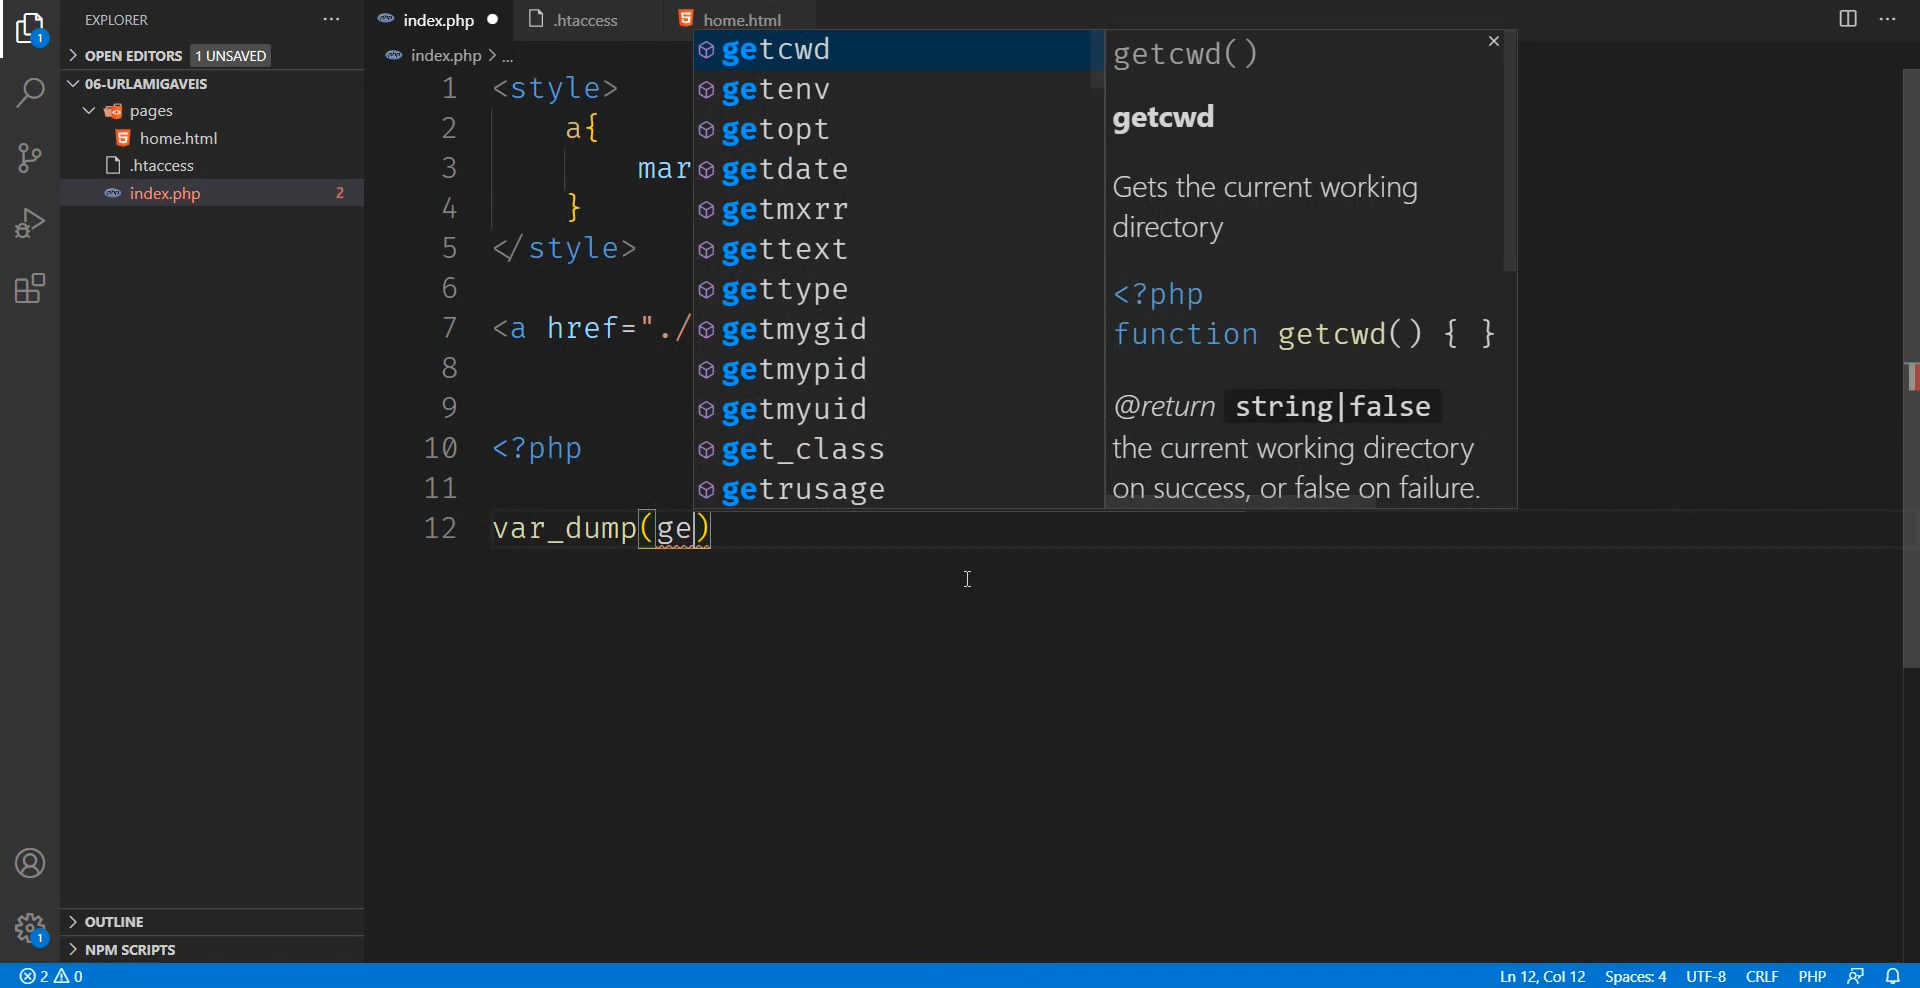 EXPLORER
OPEN EDITORS 1 UNSAVED
06-URLAMIGAVEIS
pages
home.html
.htaccess
index.php 2
OUTLINE
NPM SCRIPTS
1
1
index.php
.htaccess
home.html
index.php > ...
1 <style>
2 a{
3 mar
4 }
5 </style>
6
7 <a href="./
8
9
10 <?php
11
12 var_dump(ge)
getcwd
getenv
getopt
getdate
getmxrr
gettext
gettype
getmygid
getmypid
getmyuid
get_class
getrusage
getcwd()
getcwd
Gets the current working
directory
<?php
function getcwd() { }
@return string|false
the current working directory
on success, or false on failure.
2 0
Ln 12, Col 12 Spaces: 4 UTF-8 CRLF PHP